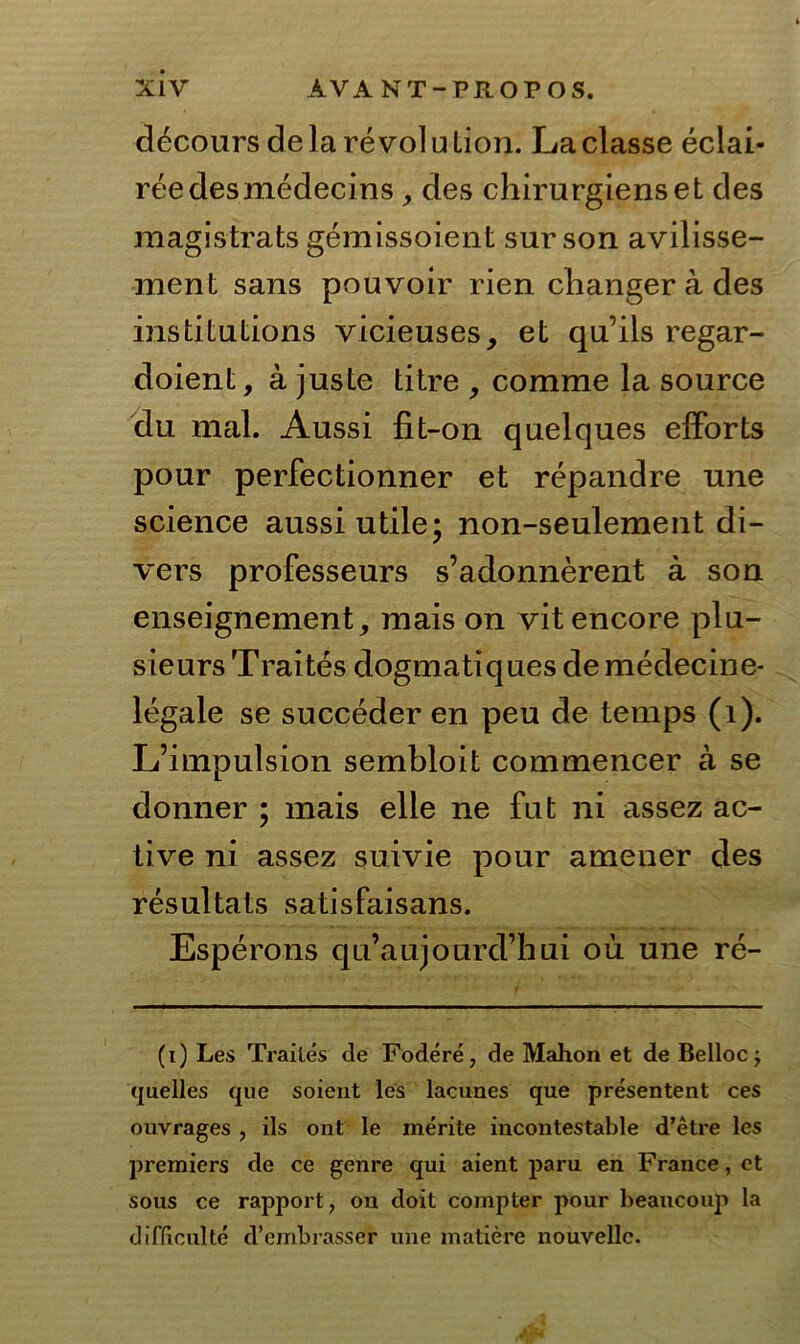 xiv AVANT-PROPOS.
décours de la révolution. La classe éclai-
rée des médecins, des chirurgiens et des
magistrats gémissoient sur son avilisse-
ment sans pouvoir rien changer à des
institutions vicieuses, et qu'ils regar-
doient, à juste titre, comme la source
du mal. Aussi fit-on quelques efforts
pour perfectionner et répandre une
science aussi utile; non-seulement di-
vers professeurs s'adonnèrent à son
enseignement, mais on vit encore plu-
sieurs Traités dogmatiques de médecine-
légale se succéder en peu de temps (1).
L'impulsion sembloit commencer à se
donner ; mais elle ne fut ni assez ac-
tive ni assez suivie pour amener des
résultats satisfaisans.
Espérons qu'aujourd'hui où une ré-
(1) Les Traités de Fodéré, de Mahon et de Belloc;
quelles que soient les lacunes que présentent ces
ouvrages, ils ont le mérite incontestable d'être les
premiers de ce genre qui aient paru en France, et
sous ce rapport, on doit compter pour beaucoup la
difficulté d'embrasser une matière nouvelle.